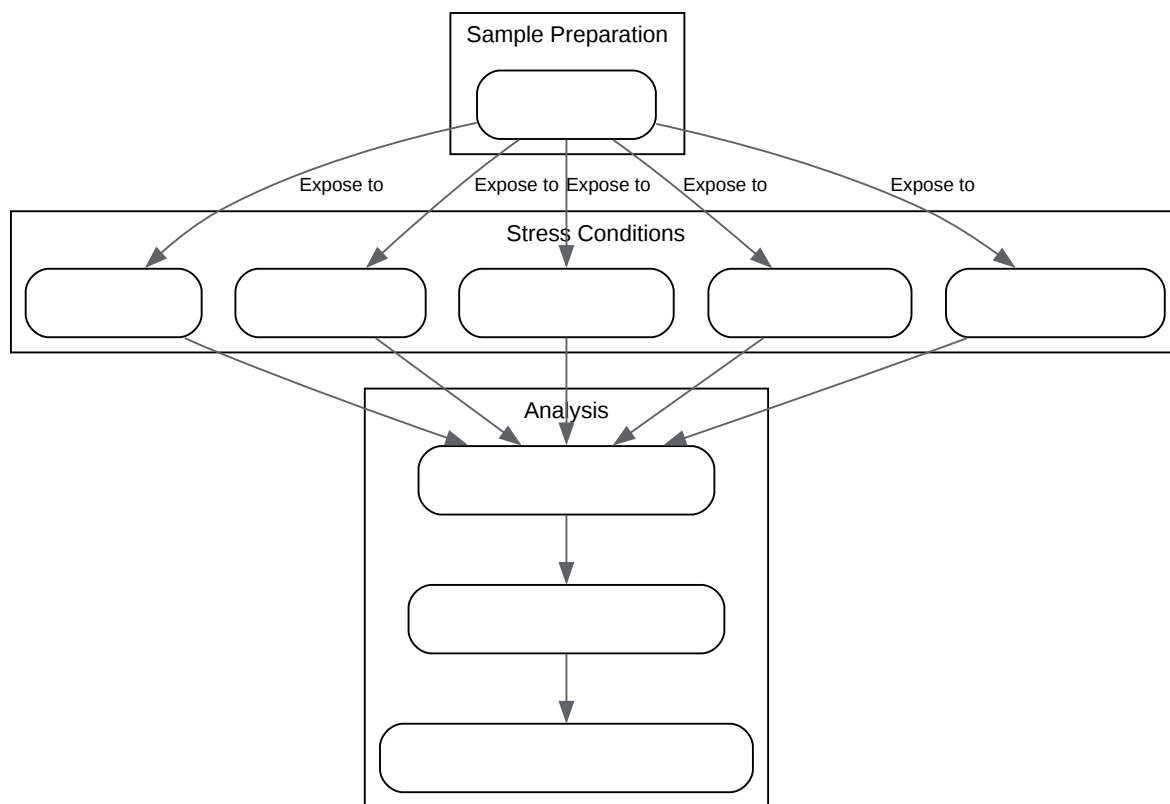 Sample Preparation
Expose to Expose to Expose to Expose to Expose to
Stress Conditions
Analysis